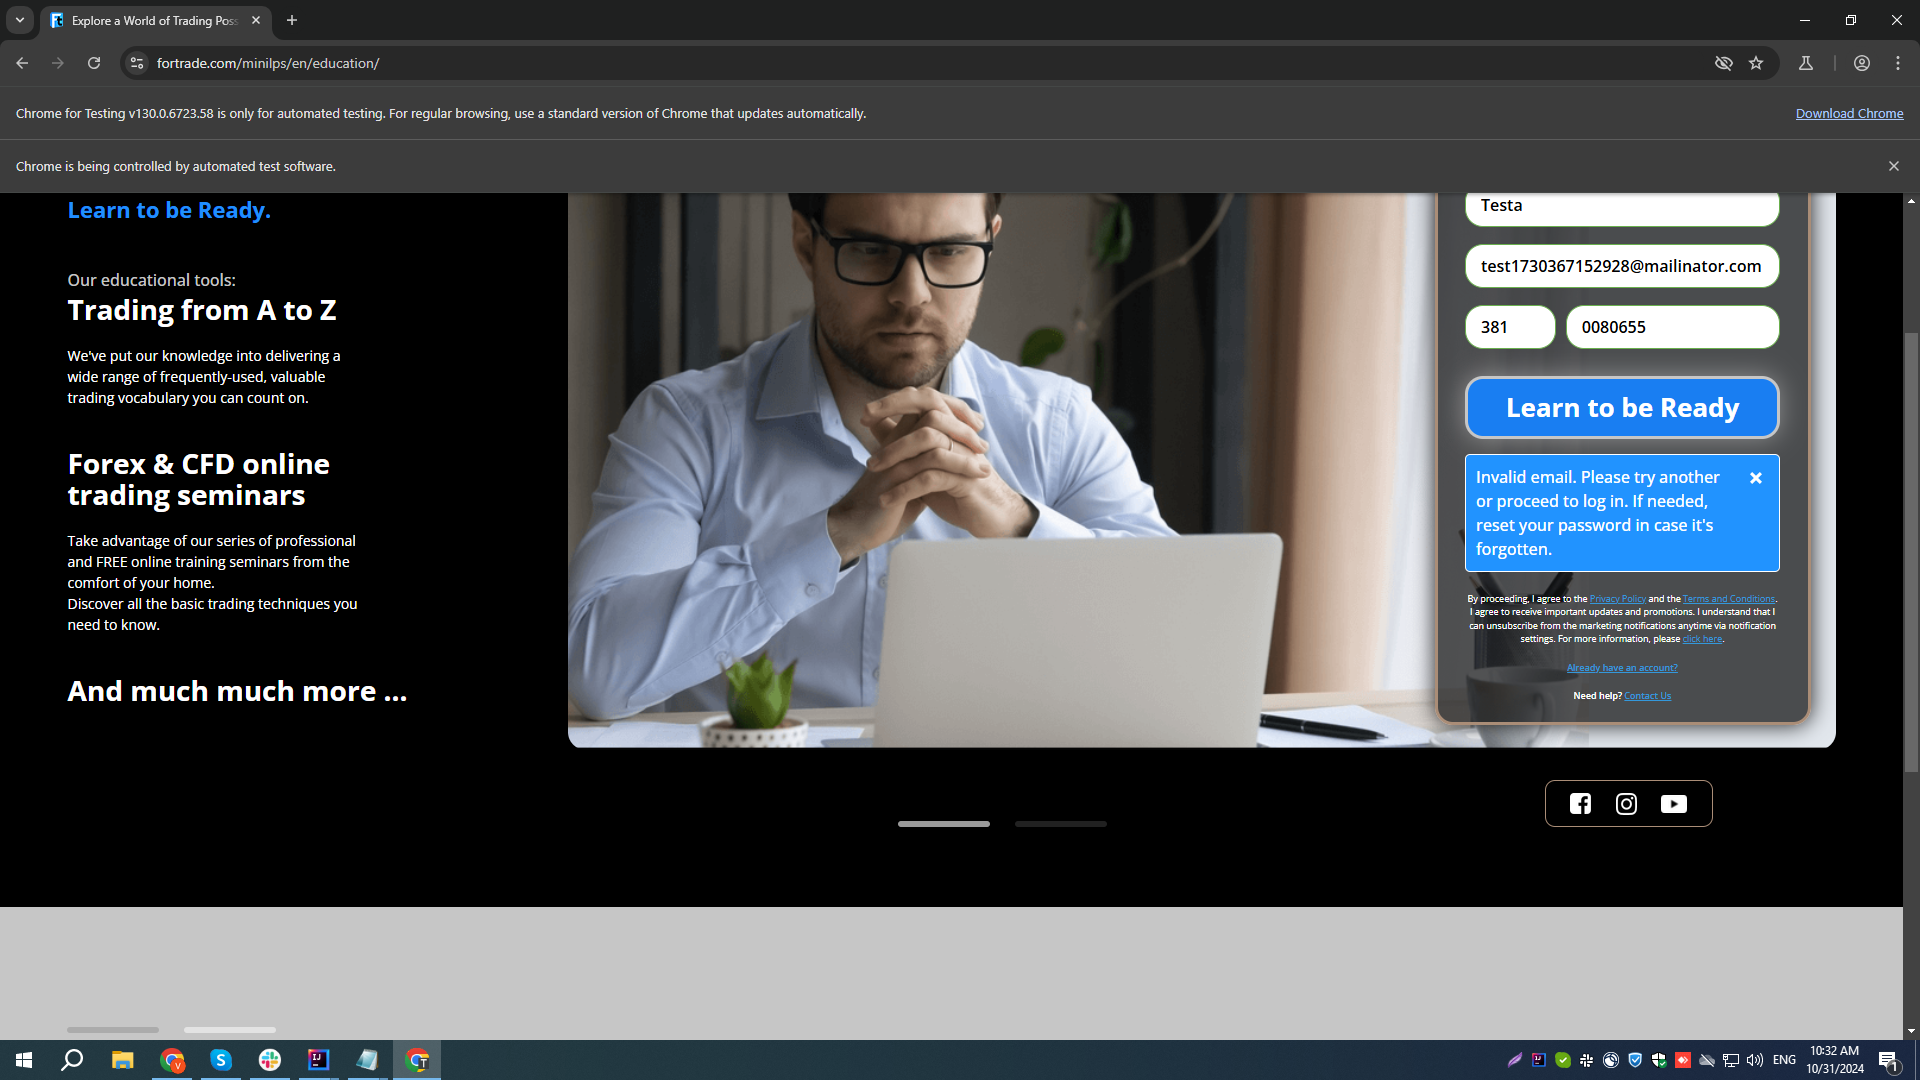 Explore a World of Trading Poss
fortrade.com/minilps/en/education/
Chrome for Testing v130.0.6723.58 is only for automated testing. For regular browsing, use a standard version of Chrome that updates automatically.
Download Chrome
Chrome is being controlled by automated test software.
Learn to be Ready.
Our educational tools:
Trading from A to Z
We've put our knowledge into delivering a
wide range of frequently-used, valuable
trading vocabulary you can count on.
Forex & CFD online
trading seminars
Take advantage of our series of professional
and FREE online training seminars from the
comfort of your home.
Discover all the basic trading techniques you
need to know.
And much much more ...
Testa
test1730367152928@mailinator.com
381
0080655
Learn to be Ready
Invalid email. Please try another
or proceed to log in. If needed,
reset your password in case it's
forgotten.
By proceeding, I agree to the Privacy Policy and the Terms and Conditions.
I agree to receive important updates and promotions. I understand that I
can unsubscribe from the marketing notifications anytime via notification
settings. For more information, please click here.
Already have an account?
Need help? Contact Us
ENG
10:32 AM
10/31/2024
1